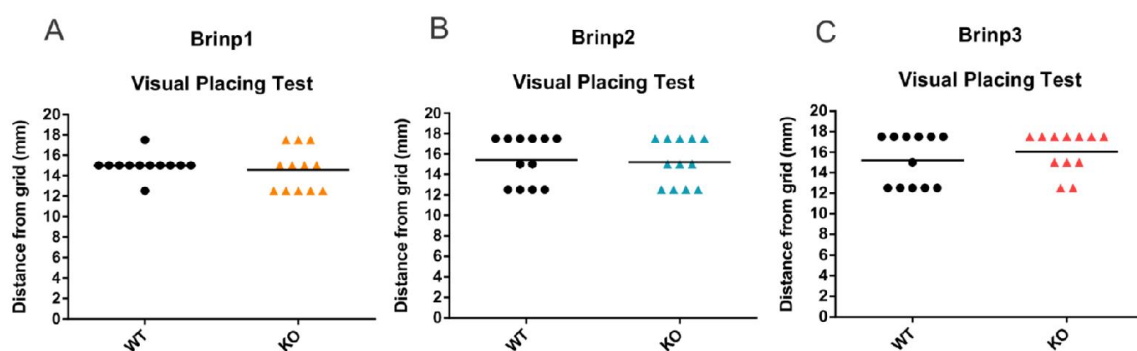 A
Brinp1
Visual Placing Test
Distance from grid (mm)
20
18
16
14
12
10
8
6
4
2
0
WT
KO
B
Brinp2
Visual Placing Test
Distance from grid (mm)
20
18
16
14
12
10
8
6
4
2
0
WT
KO
C
Brinp3
Visual Placing Test
Distance from grid (mm)
20
18
16
14
12
10
8
6
4
2
0
WT
KO